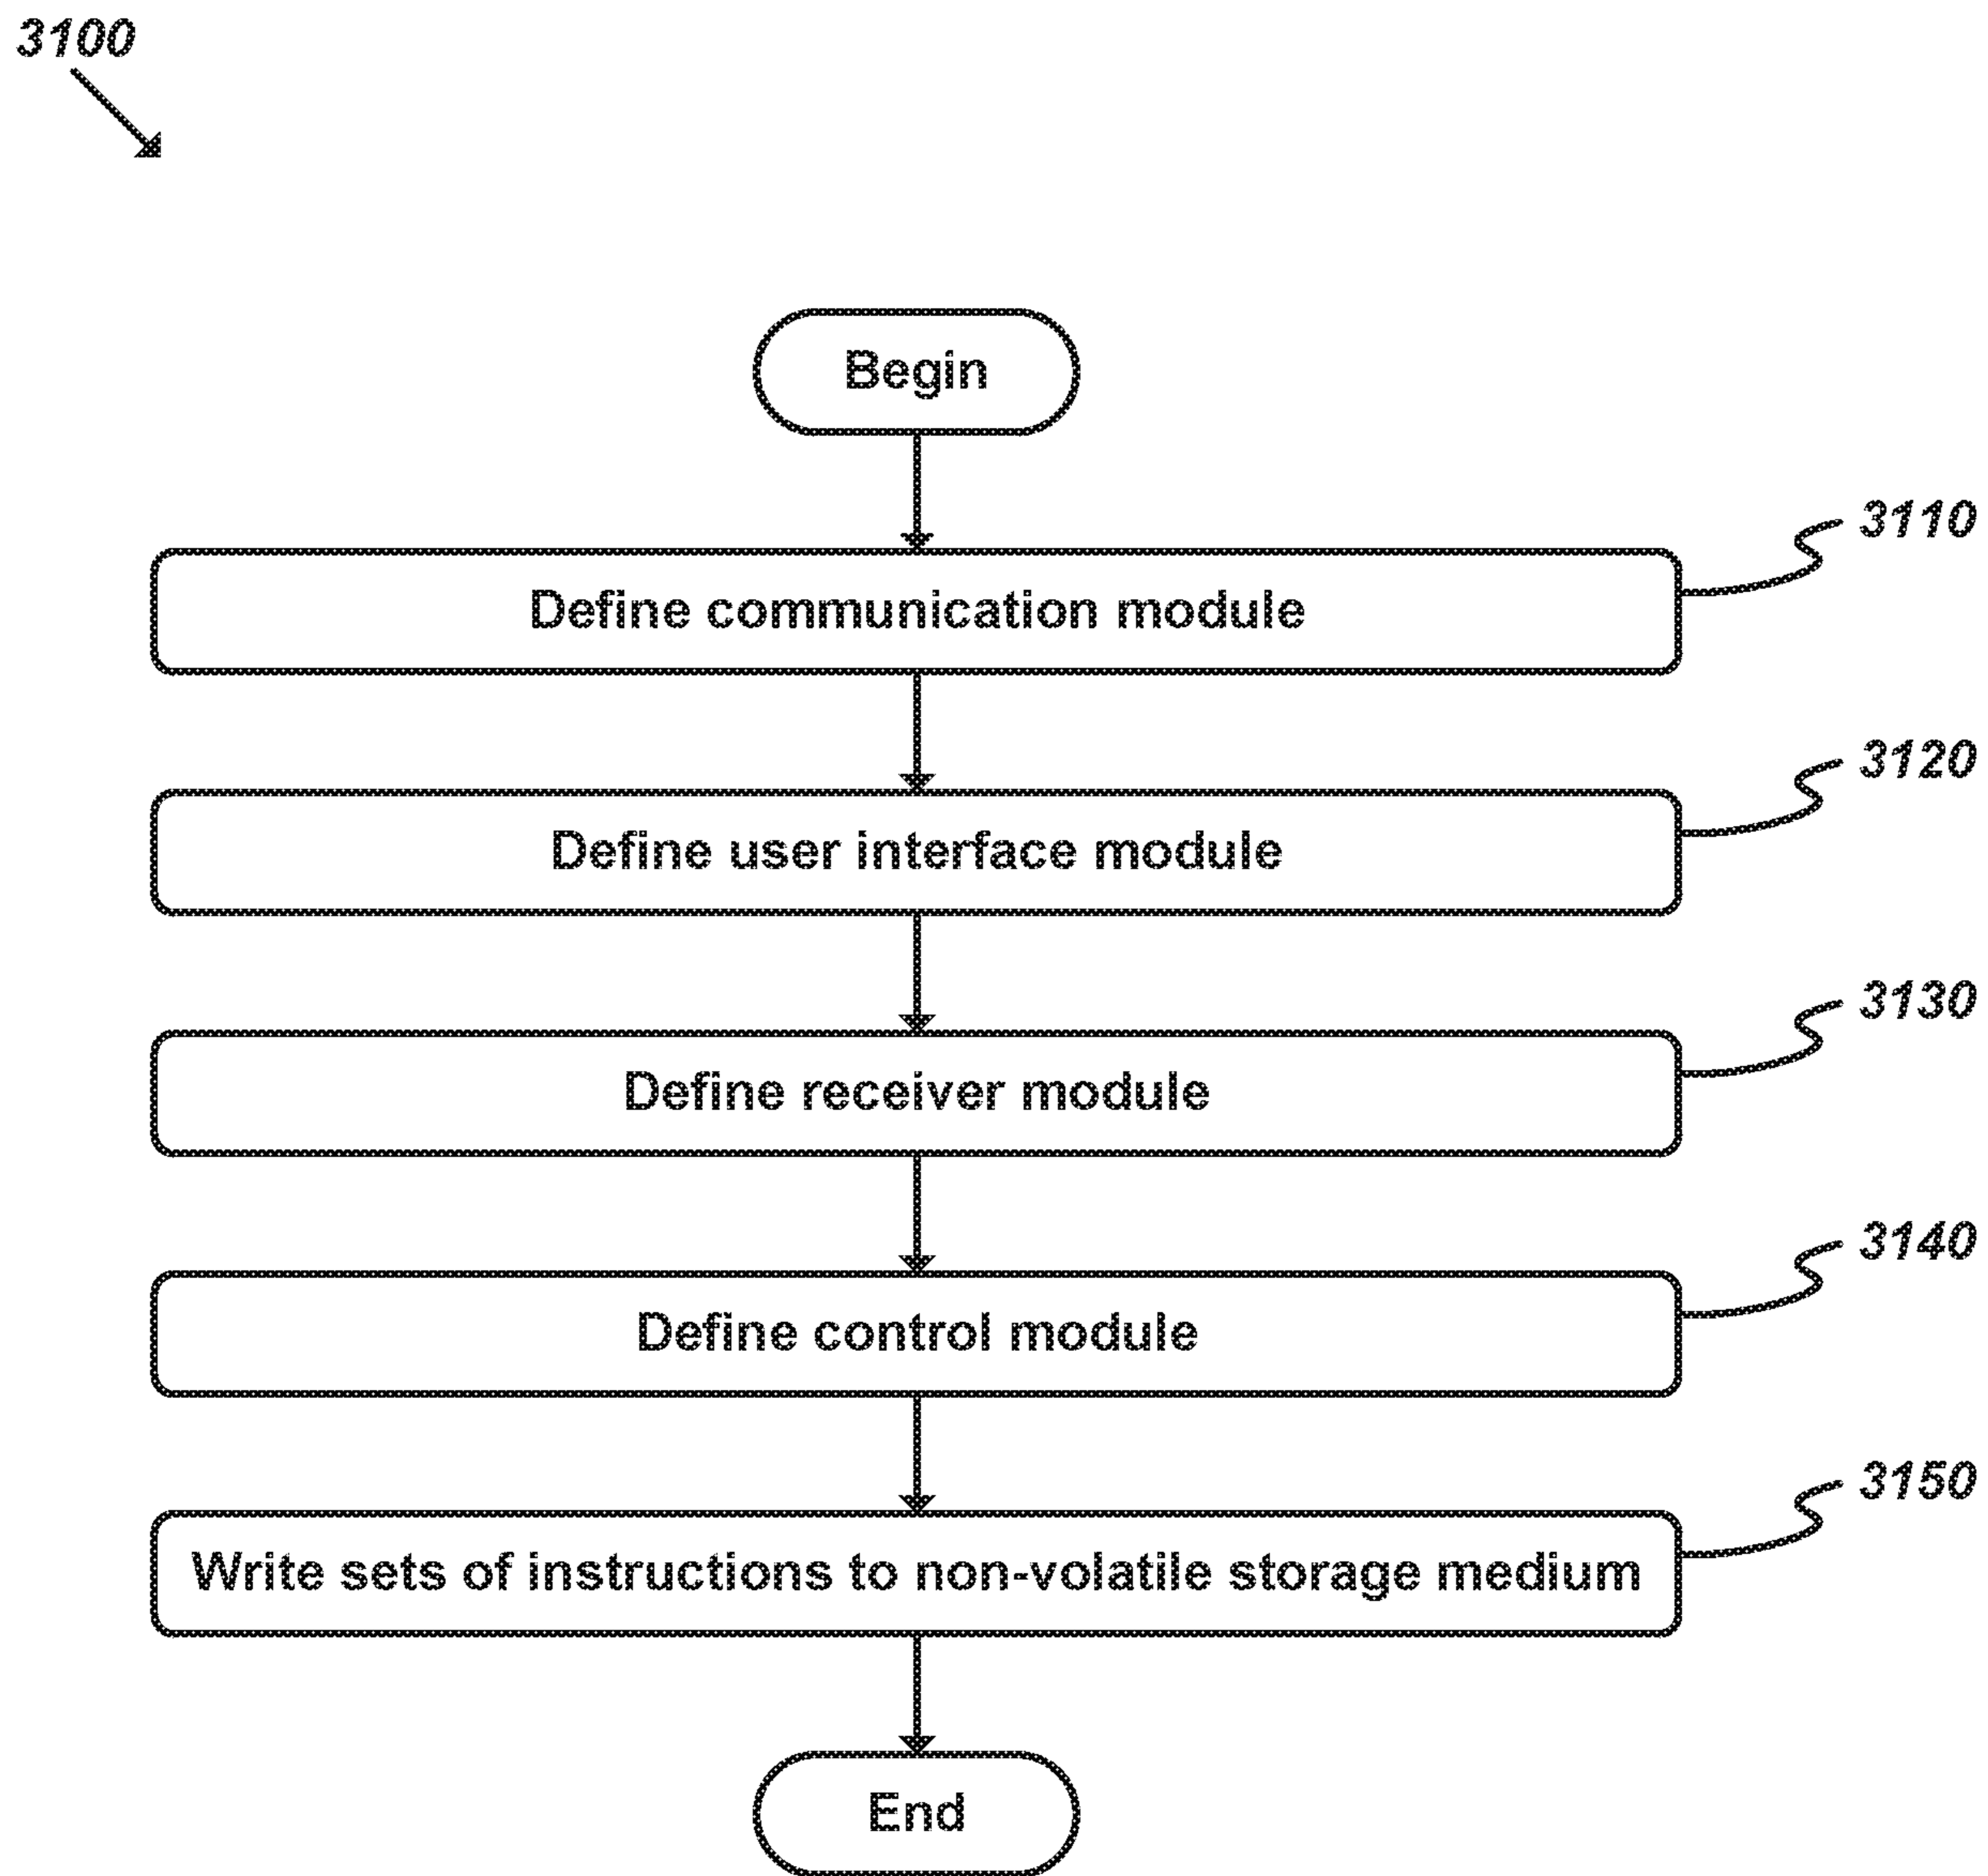 3100
Begin
3110
Define communication module
3120
Define user interface module
3130
Define receiver module
3140
Define control module
3150
Write sets of instructions to non-volatile storage medium
End